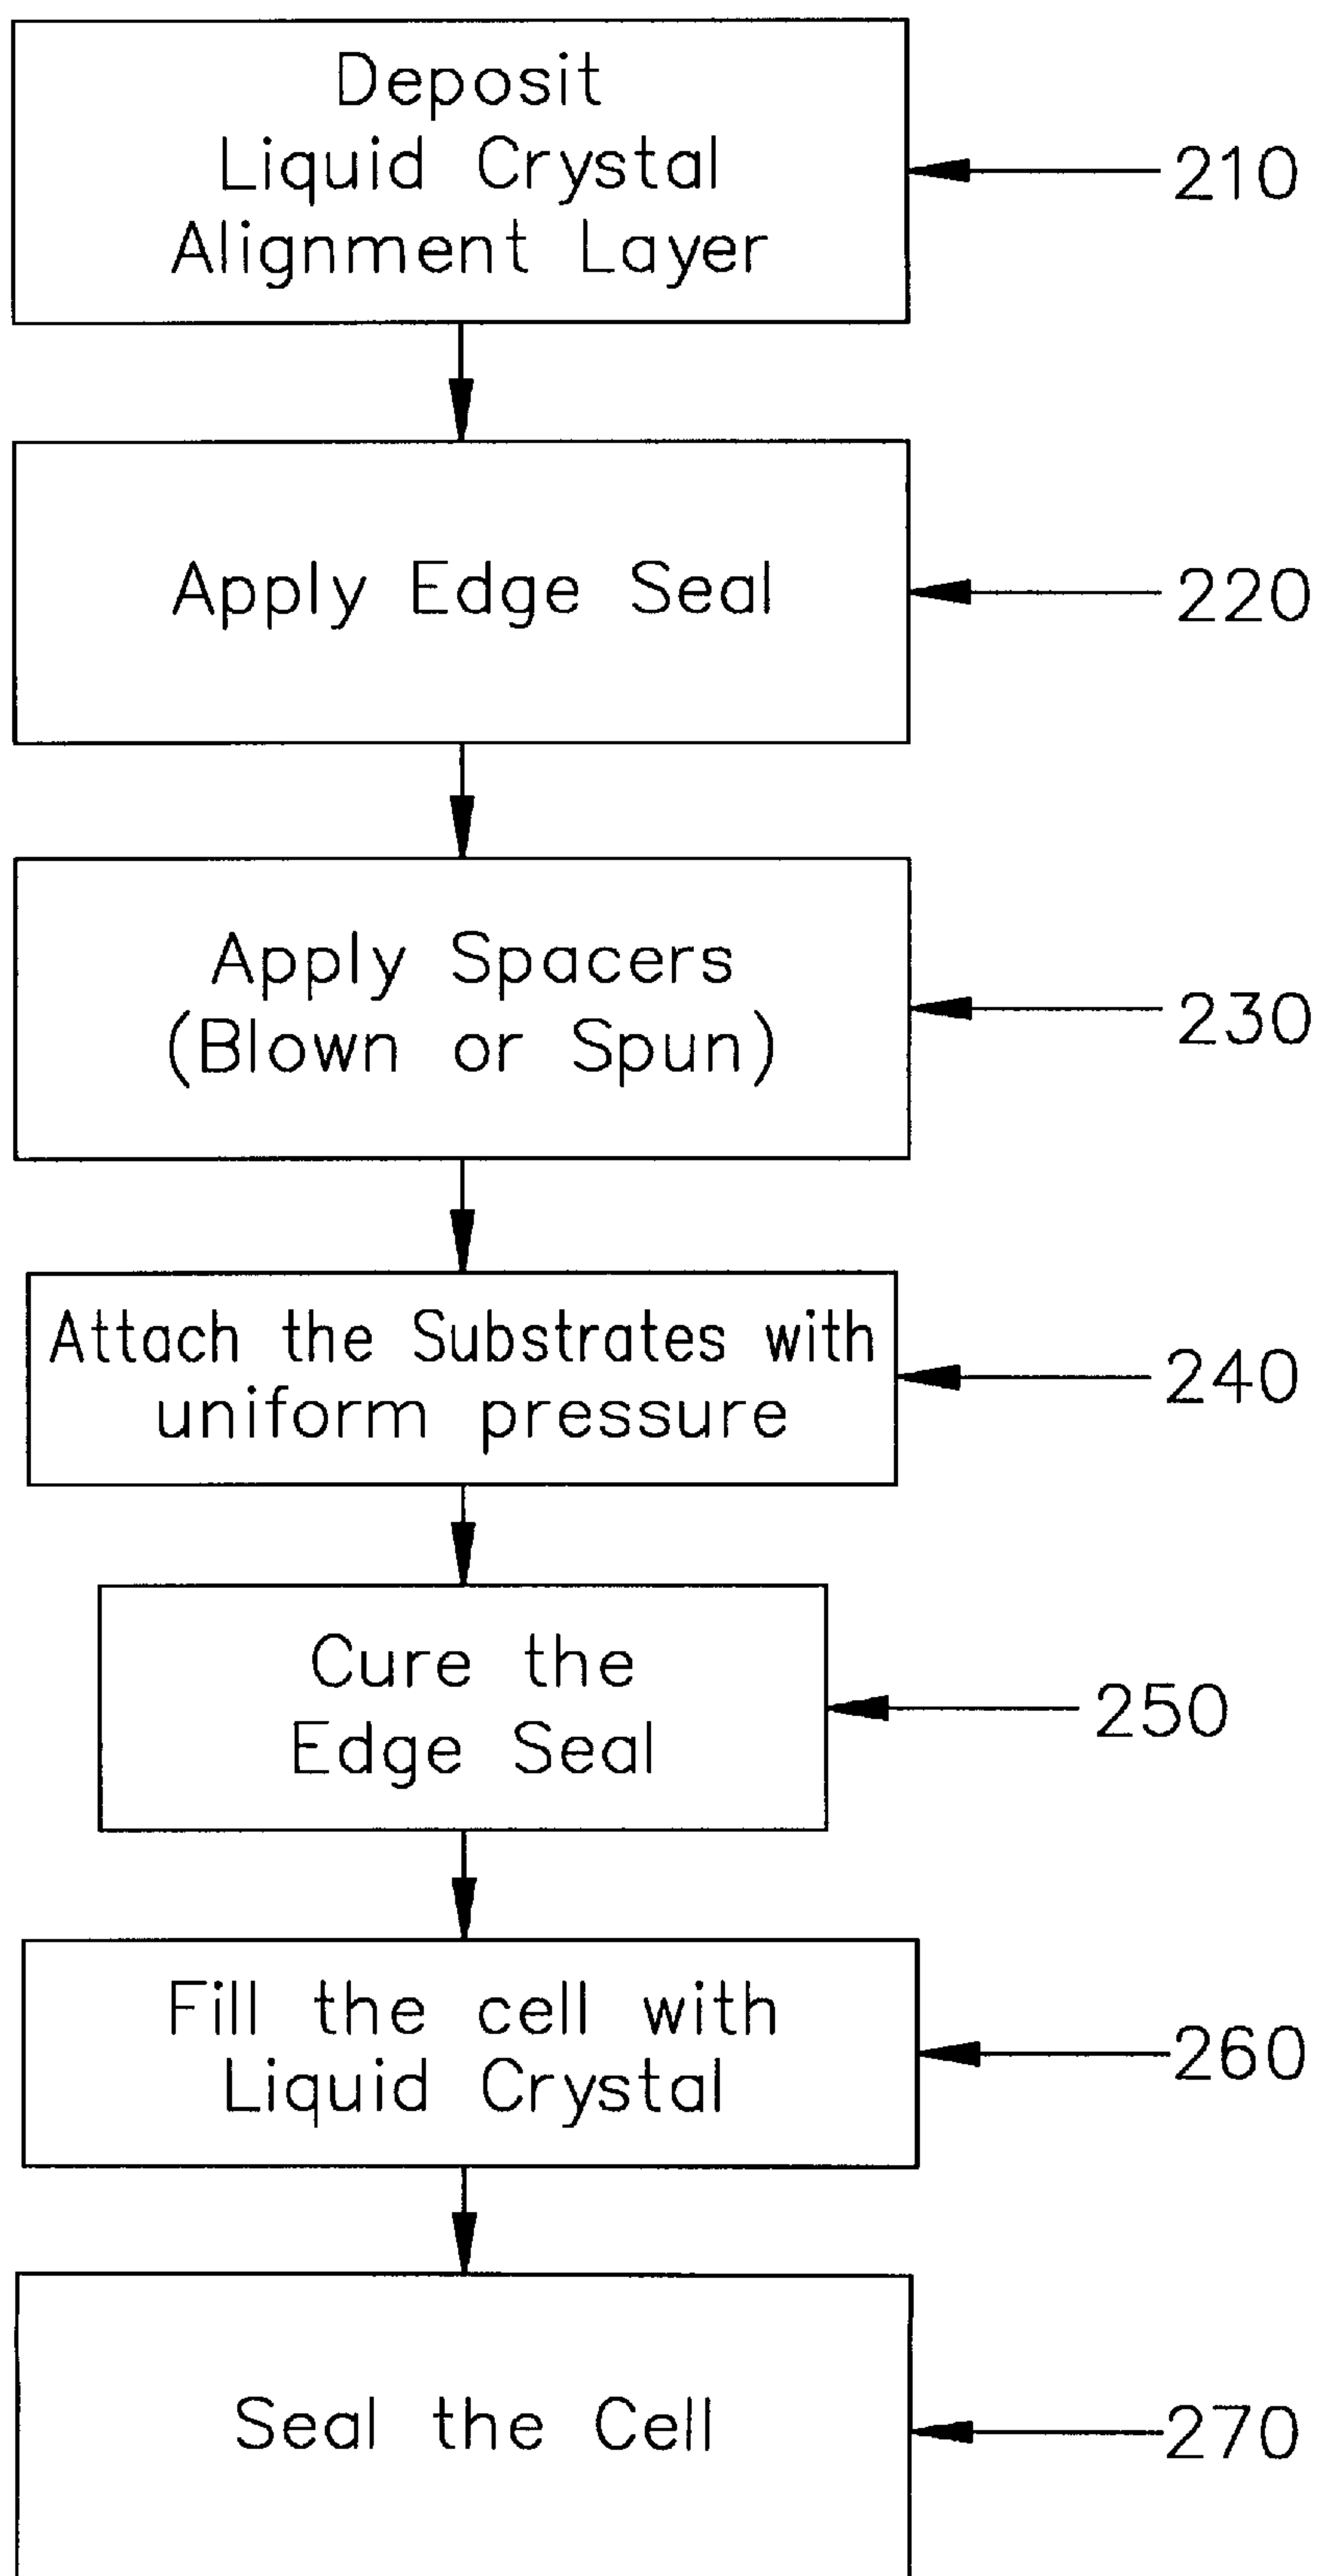 Deposit
Liquid Crystal
Alignment Layer
210
Apply Edge Seal
220
Apply Spacers
(Blown or Spun)
230
Attach the Substrates with
uniform pressure
240
Cure the
Edge Seal
250
Fill the cell with
Liquid Crystal
260
Seal the Cell
270